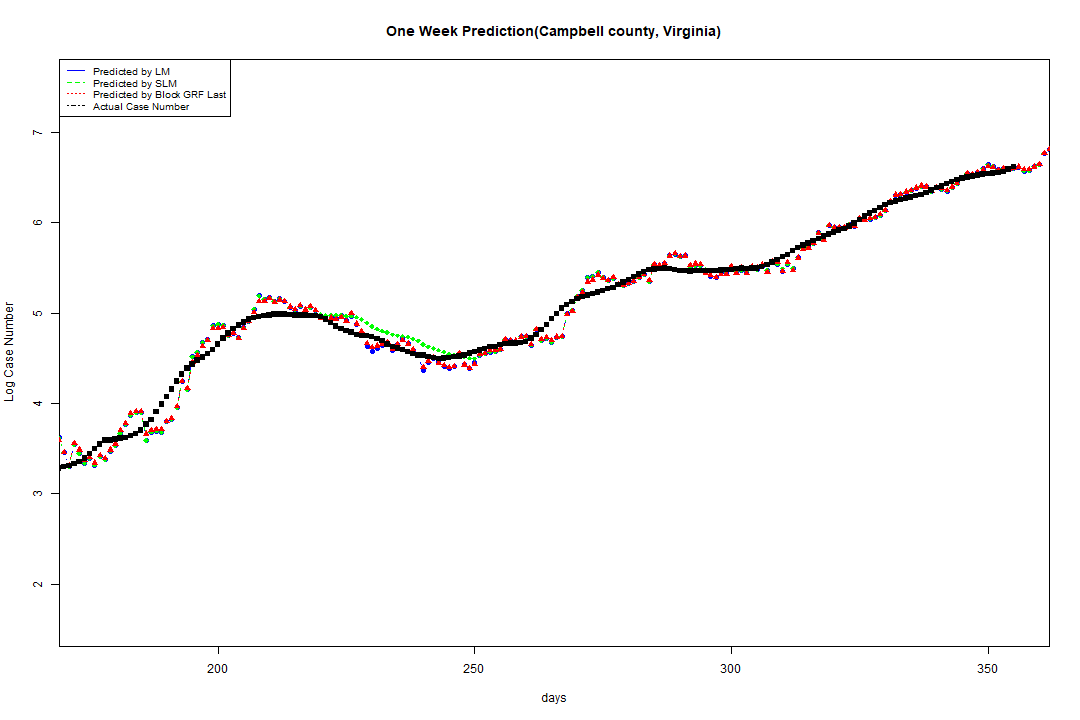 One Week Prediction(Campbell county, Virginia)
Predicted by LM
Predicted by SLM
Predicted by Block GRF Last
Actual Case Number
7
6
5
4
3
2
Log Case Number
200 250 300 350
days